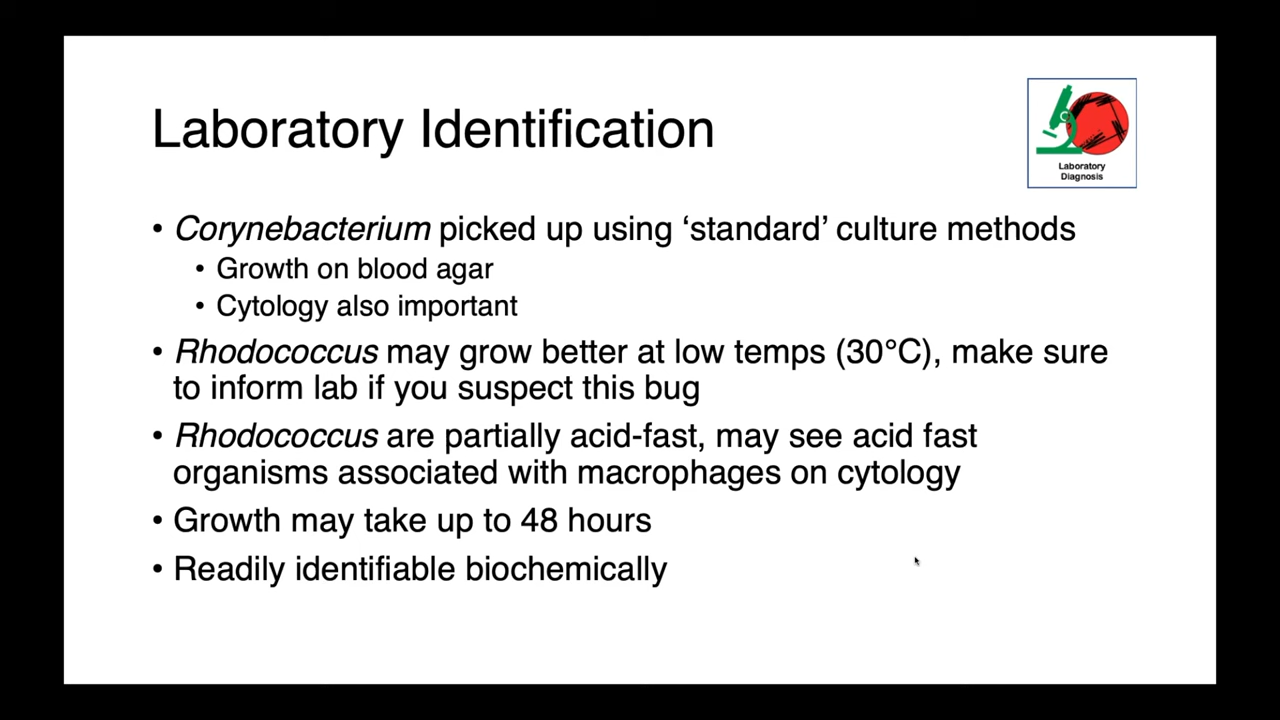 Laboratory Identification
Laboratory
Diagnosis
• Corynebacterium picked up using ‘standard’ culture methods
• Growth on blood agar
• Cytology also important
• Rhodococcus may grow better at low temps (30°C), make sure
to inform lab if you suspect this bug
• Rhodococcus are partially acid-fast, may see acid fast
organisms associated with macrophages on cytology
• Growth may take up to 48 hours
• Readily identifiable biochemically